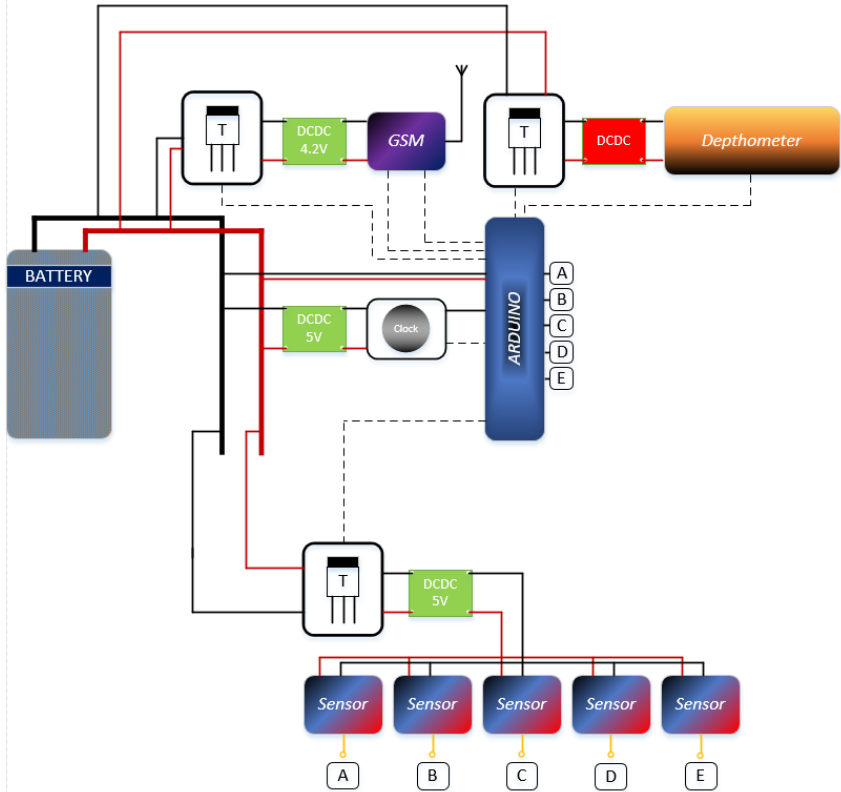 T
DCDC
4.2V
GSM
T
DCDC
Depthometer
BATTERY
A
B
C
D
E
DCDC
5V
Clock
ARDUINO
T
DCDC
5V
Sensor
Sensor
Sensor
Sensor
Sensor
A
B
C
D
E